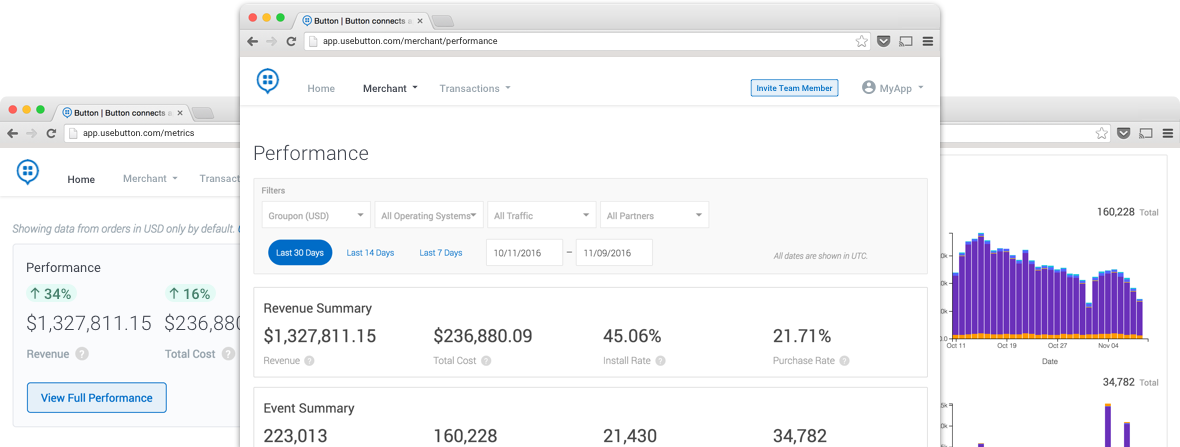 Button | Button connects a
app.usebutton.com/merchant/performance
Home
Merchant
Transactions
Invite Team Member
MyApp
Performance
Filters
Groupon (USD)
All Operating Systems
All Traffic
All Partners
Last 30 Days
Last 14 Days
Last 7 Days
10/11/2016
–
11/09/2016
All dates are shown in UTC.
Revenue Summary
$1,327,811.15
$236,880.09
45.06%
21.71%
Revenue ?
Total Cost ?
Install Rate ?
Purchase Rate ?
Event Summary
223,013
160,228
21,430
34,782
Button | Button connects a
app.usebutton.com/metrics
Home
Merchant
Transact
Showing data from orders in USD only by default.
Performance
↑ 34%
↑ 16%
$1,327,811.15
$236,880
Revenue ?
Total Cost ?
View Full Performance
160,228 Total
0k
0k
0.0
Oct 11
Oct 19
Oct 27
Nov 04
Date
34,782 Total
5k